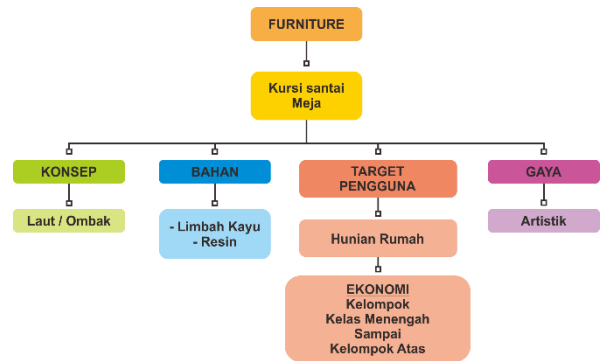 FURNITURE
Kursi santai
Meja
KONSEP
BAHAN
TARGET
PENGGUNA
GAYA
Laut / Ombak
- Limbah Kayu
- Resin
Hunian Rumah
Artistik
EKONOMI
Kelompok
Kelas Menengah
Sampai
Kelompok Atas